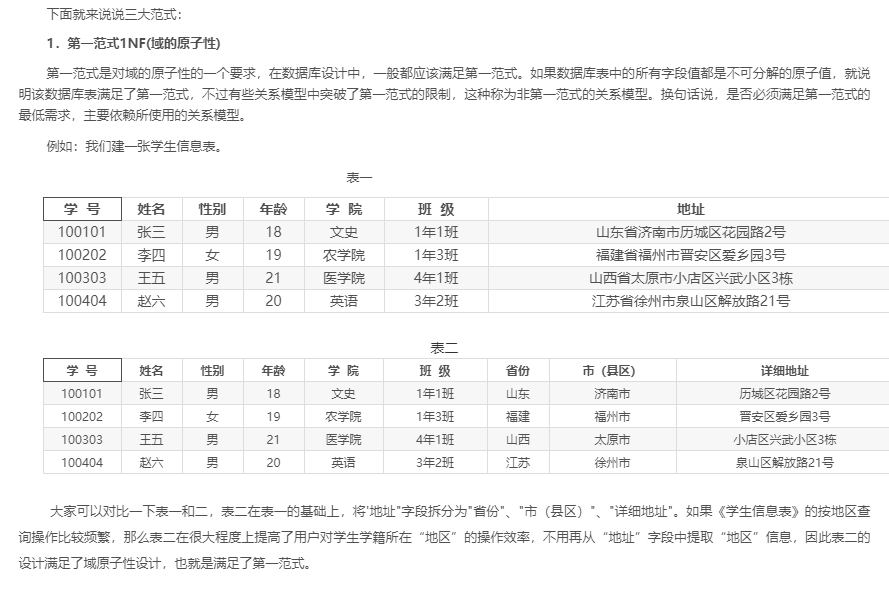 下面就来说说三大范式：
1．第一范式1NF(域的原子性)
第一范式是对域的原子性的一个要求，在数据库设计中，一般都应该满足第一范式。如果数据库表中的所有字段值都是不可分解的原子值，就说
明该数据库表满足了第一范式，不过有些关系模型中突破了第一范式的限制，这种称为非第一范式的关系模型。换句话说，是否必须满足第一范式的
最低需求，主要依赖所使用的关系模型。
例如：我们建一张学生信息表。
表一
学 号 姓名 性别 年龄 学 院 班 级 地址
100101 张三 男 18 文史 1年1班 山东省济南市历城区花园路2号
100202 李四 女 19 农学院 1年3班 福建省福州市晋安区爱乡园3号
100303 王五 男 21 医学院 4年1班 山西省太原市小店区兴武小区3栋
100404 赵六 男 20 英语 3年2班 江苏省徐州市泉山区解放路21号
表二
学 号 姓名 性别 年龄 学 院 班 级 省份 市（县区） 详细地址
100101 张三 男 18 文史 1年1班 山东 济南市 历城区花园路2号
100202 李四 女 19 农学院 1年3班 福建 福州市 晋安区爱乡园3号
100303 王五 男 21 医学院 4年1班 山西 太原市 小店区兴武小区3栋
100404 赵六 男 20 英语 3年2班 江苏 徐州市 泉山区解放路21号
大家可以对比一下表一和二，表二在表一的基础上，将'地址"字段拆分为"省份"、"市（县区）"、"详细地址"。如果《学生信息表》的按地区查
询操作比较频繁，那么表二在很大程度上提高了用户对学生学籍所在“地区”的操作效率，不用再从“地址”字段中提取“地区”信息，因此表二的
设计满足了域原子性设计，也就是满足了第一范式。